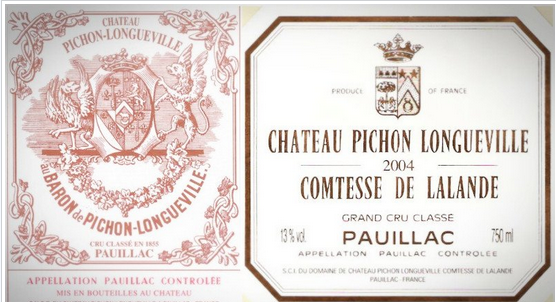 CHATEAU
PICHON-LONGUEVILLE
au BARON de PICHON-LONGUEVILLE.
CRU CLASSÉ EN 1855
PAUILLAC
APPELLATION PAUILLAC CONTROLÉE
MIS EN BOUTEILLES AU CHATEAU
PRODUCE OF FRANCE
CHATEAU PICHON LONGUEVILLE
2004
COMTESSE DE LALANDE
GRAND CRU CLASSÉ
13 % vol. PAUILLAC 750 ml
APPELLATION PAUILLAC CONTROLÉE
S.C.I. DU DOMAINE DE CHATEAU PICHON LONGUEVILLE COMTESSE DE LALANDE
PAUILLAC - FRANCE